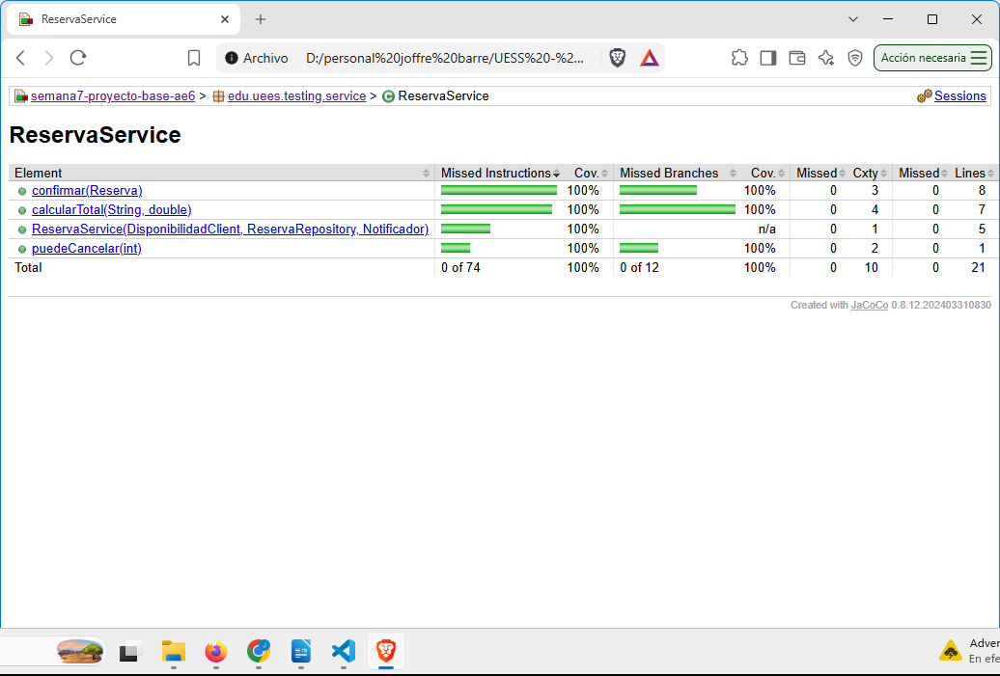 ReservaService
Archivo D:/personal%20joffre%20barre/UESS%20-%2... Acción necesaria
semana7-proyecto-base-ae6 > edu.uees.testing.service > ReservaService Sessions
ReservaService
Element Missed Instructions Cov. Missed Branches Cov. Missed Cxty Missed Lines
confirmar(Reserva) 100% 100% 0 3 0 8
calcularTotal(String, double) 100% 100% 0 4 0 7
ReservaService(DisponibilidadClient, ReservaRepository, Notificador) 100% n/a 0 1 0 5
puedeCancelar(int) 100% 100% 0 2 0 1
Total 0 of 74 100% 0 of 12 100% 0 10 0 21
Created with JaCoCo 0.8.12.202403310830
Adver
En efe